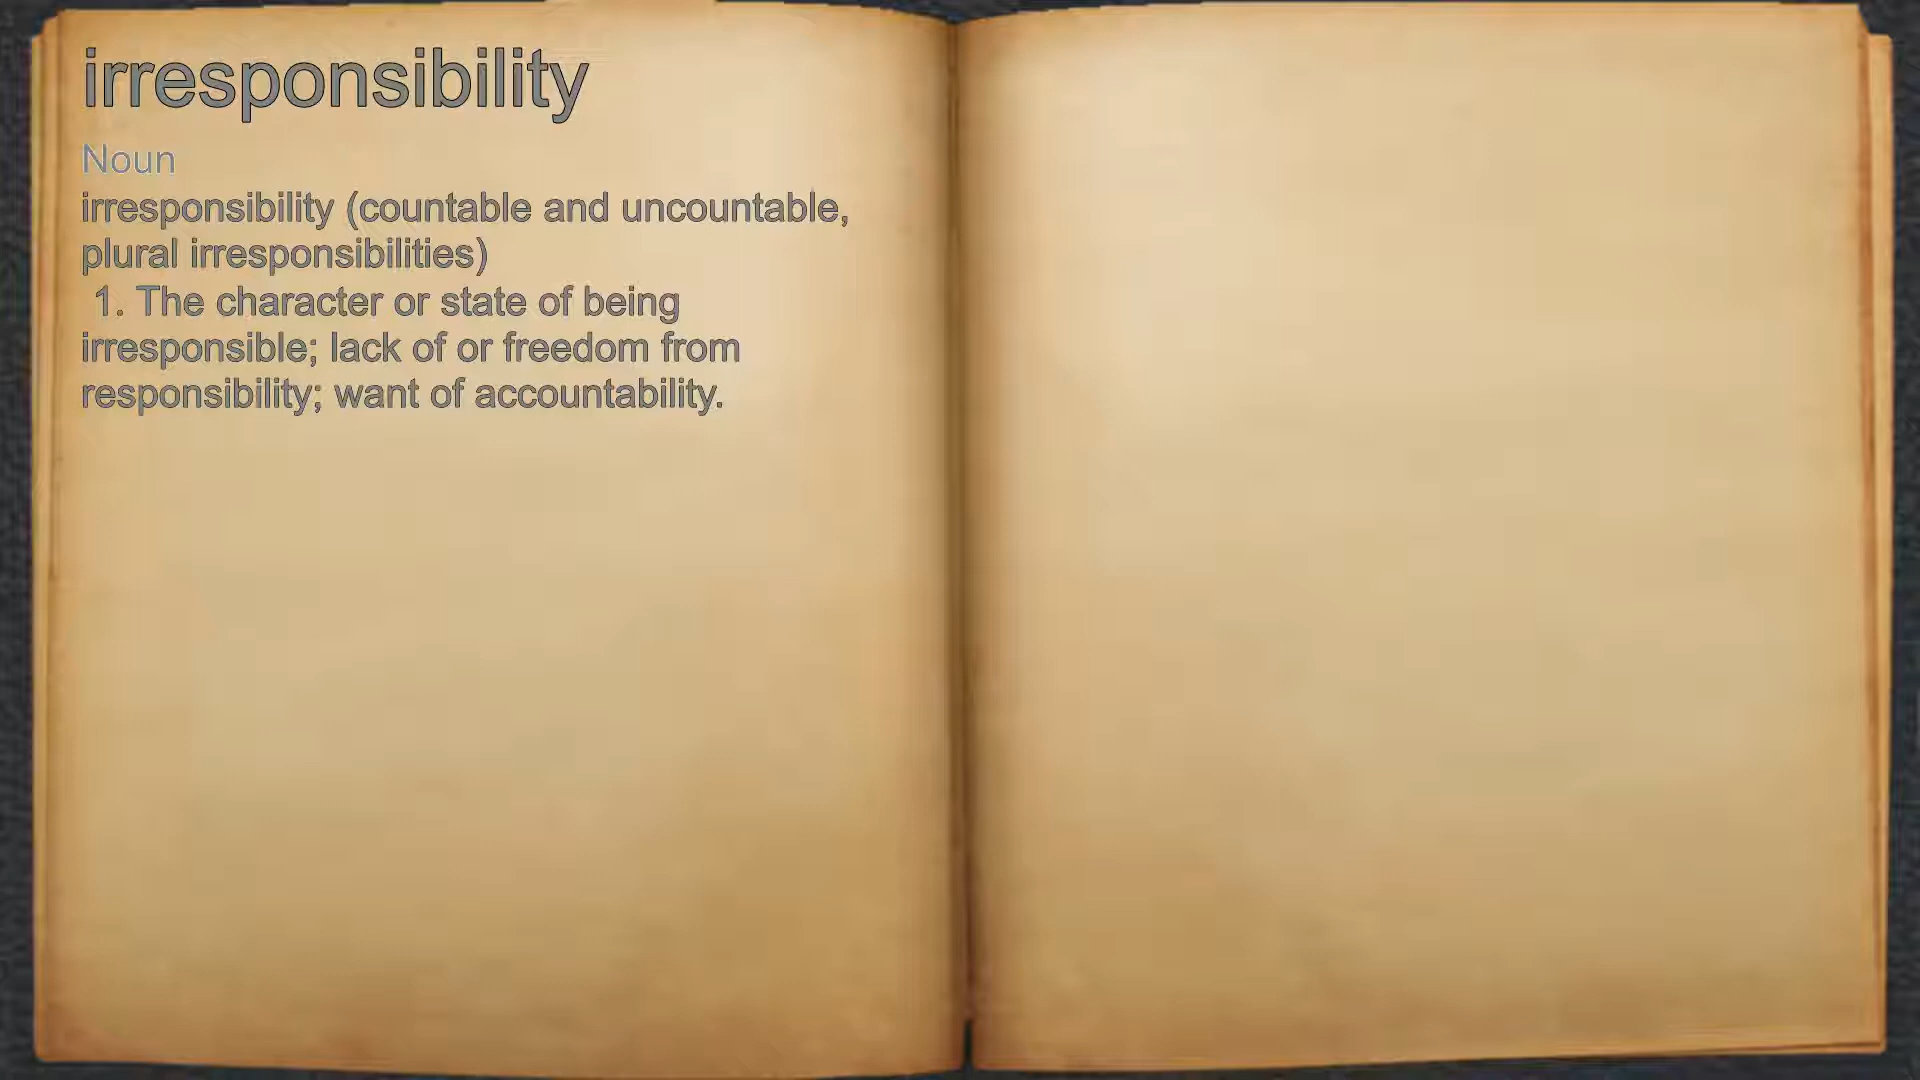 irresponsibility
Noun
irresponsibility (countable and uncountable,
plural irresponsibilities)
1. The character or state of being
irresponsible; lack of or freedom from
responsibility; want of accountability.